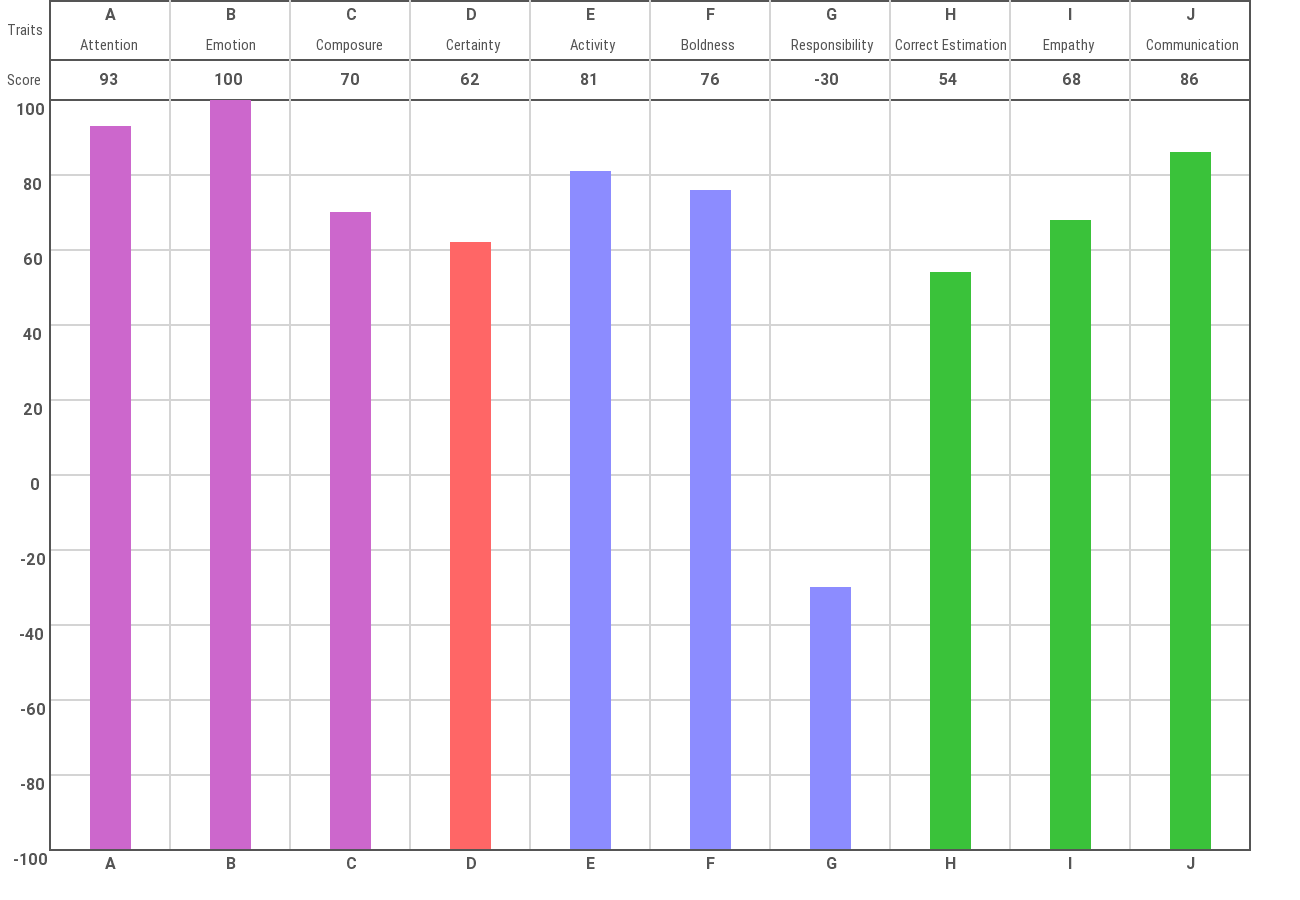 A B C D E F G H I J
Traits
Attention Emotion Composure Certainty Activity Boldness Responsibility Correct Estimation Empathy Communication
Score 93 100 70 62 81 76 -30 54 68 86
100
80
60
40
20
0
-20
-40
-60
-80
-100
A B C D E F G H I J